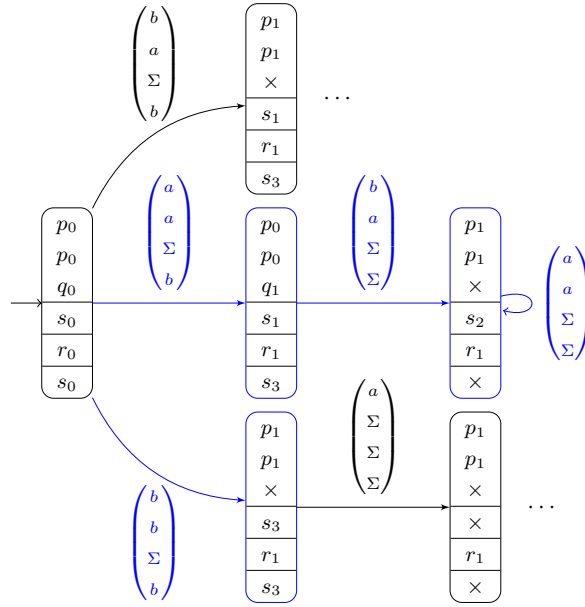 b
a
Σ
b
p₁
p₁
×
s₁
r₁
s₃
...
p₀
p₀
q₀
s₀
r₀
s₀
a
a
Σ
b
p₀
p₀
q₁
s₁
r₁
s₃
b
a
Σ
Σ
p₁
p₁
×
s₂
r₁
×
a
a
Σ
Σ
b
b
Σ
b
p₁
p₁
×
s₃
r₁
s₃
a
Σ
Σ
Σ
p₁
p₁
×
×
r₁
×
...